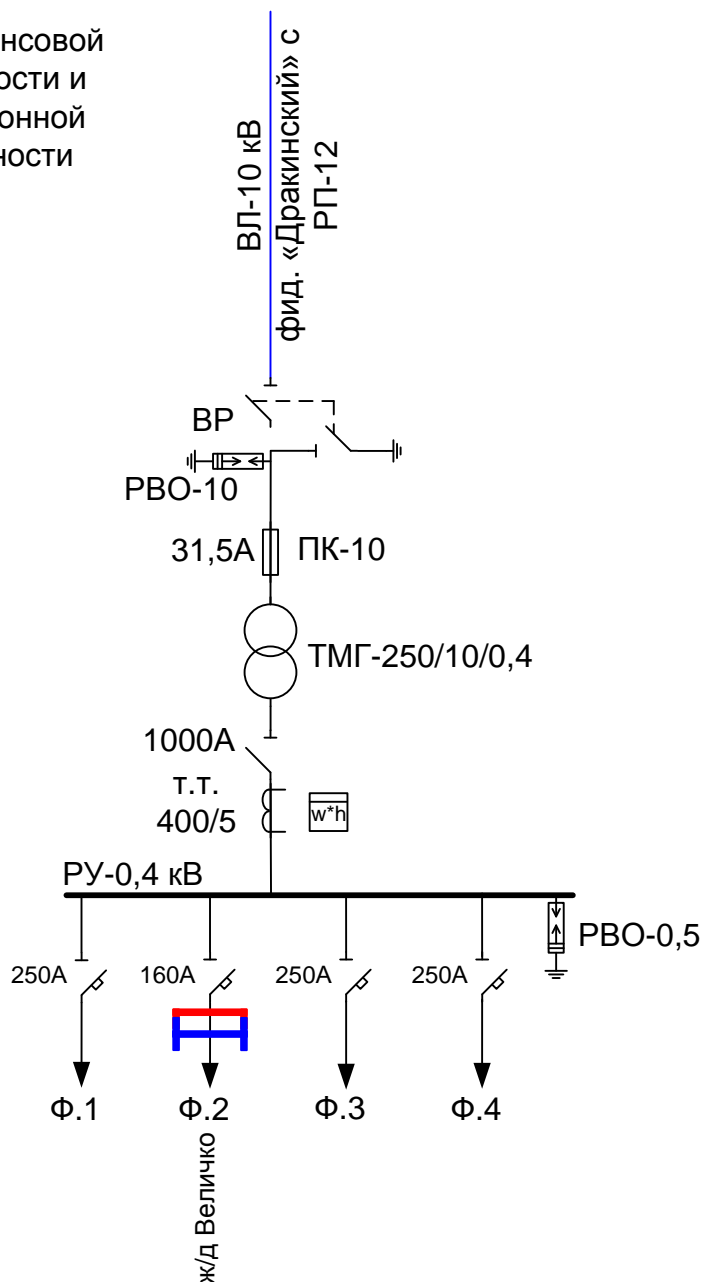 нсовой
ости и
онной
ности
ВЛ-10 кВ
фид. «Дракинский» с
РП-12
ВР
РВО-10
31,5А
ПК-10
ТМГ-250/10/0,4
1000А
т.т.
400/5
w*h
РУ-0,4 кВ
РВО-0,5
250А
160А
250А
250А
Ф.1
Ф.2
Ф.3
Ф.4
ж/д Величко